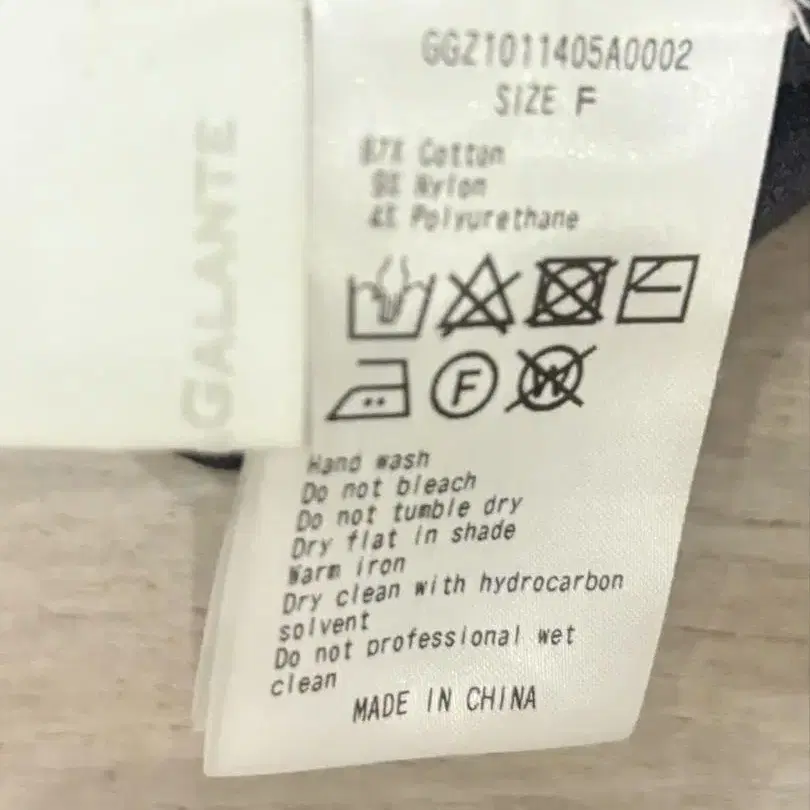 GALANTE
GGZ1011405A0002
SIZE F
87% Cotton
9% Nylon
4% Polyurethane
F
W
Hand wash
Do not bleach
Do not tumble dry
Dry flat in shade
Warm iron
Dry clean with hydrocarbon
solvent
Do not professional wet
clean
MADE IN CHINA